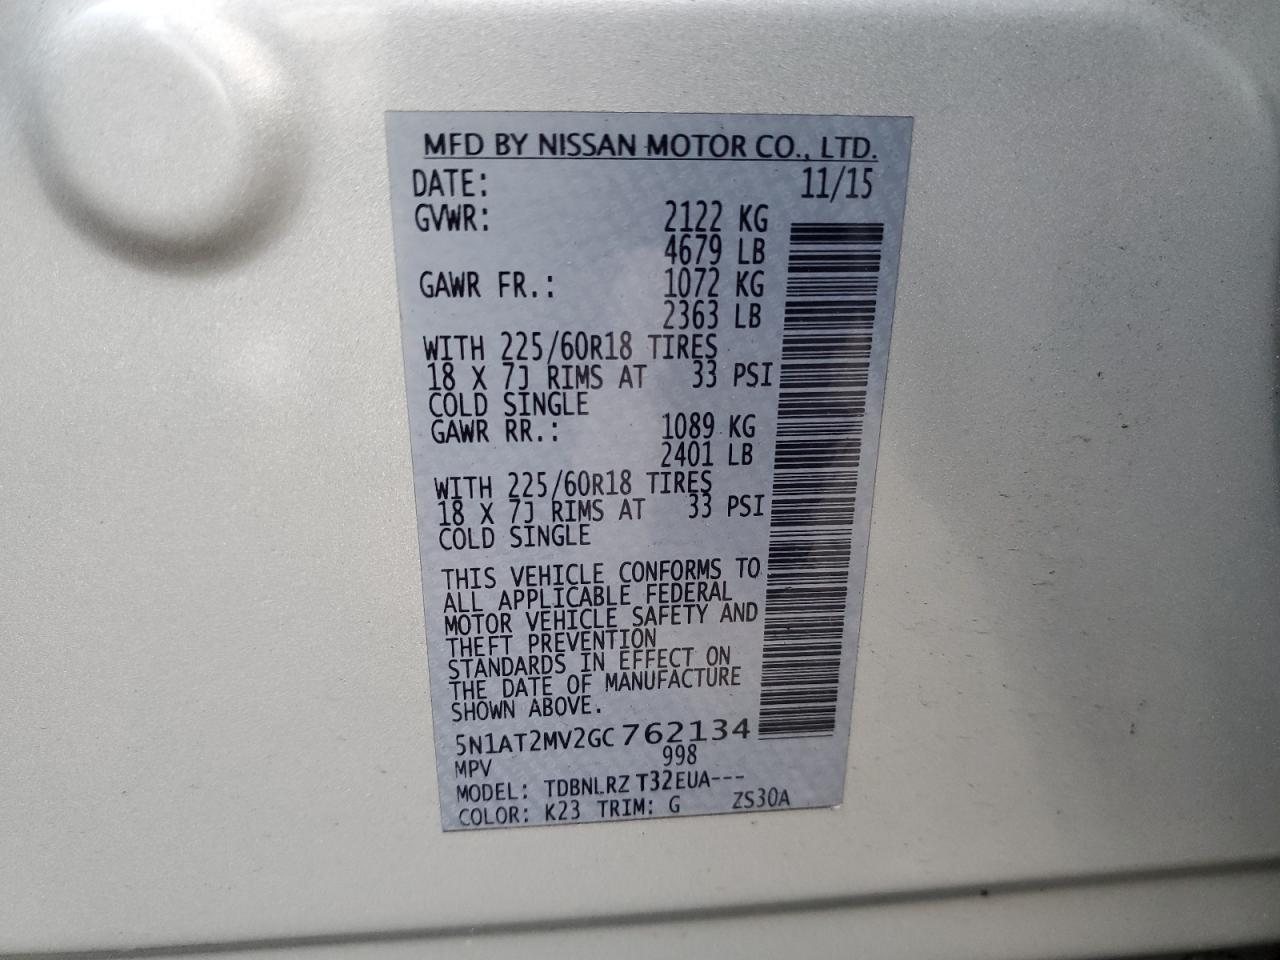 MFD BY NISSAN MOTOR CO., LTD.
DATE: 11/15
GVWR: 2122 KG
4679 LB
GAWR FR.: 1072 KG
2363 LB
WITH 225/60R18 TIRES
18 X 7J RIMS AT 33 PSI
COLD SINGLE
GAWR RR.: 1089 KG
2401 LB
WITH 225/60R18 TIRES
18 X 7J RIMS AT 33 PSI
COLD SINGLE
THIS VEHICLE CONFORMS TO
ALL APPLICABLE FEDERAL
MOTOR VEHICLE SAFETY AND
THEFT PREVENTION
STANDARDS IN EFFECT ON
THE DATE OF MANUFACTURE
SHOWN ABOVE.
5N1AT2MV2GC762134
MPV 998
MODEL: TDBNLRZ T32EUA---
COLOR: K23 TRIM: G ZS30A